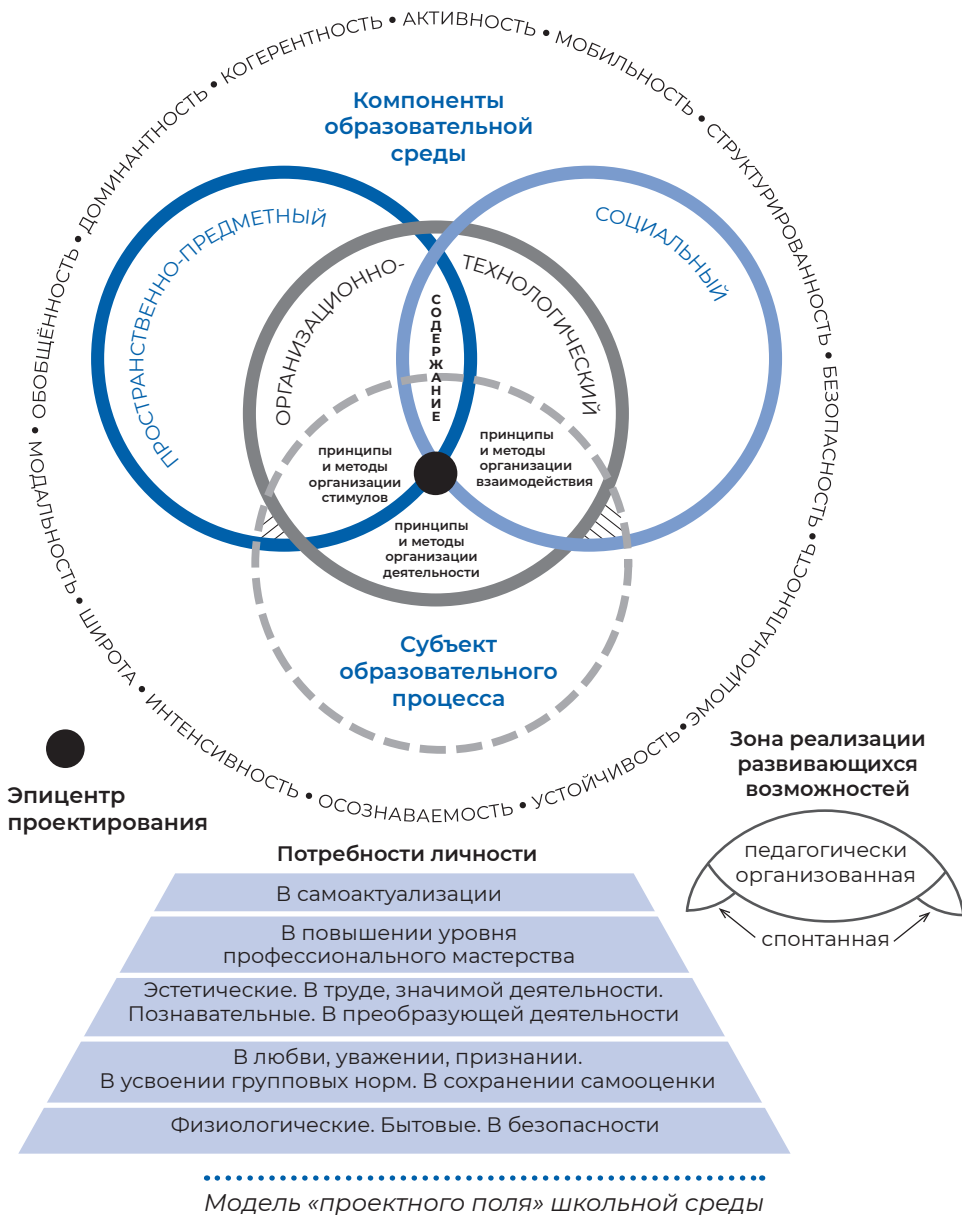 МОДАЛЬНОСТЬ • ОБОБЩЁННОСТЬ • ДОМИНАНТНОСТЬ • КОГЕРЕНТНОСТЬ • АКТИВНОСТЬ • МОБИЛЬНОСТЬ • СТРУКТУРИРОВАННОСТЬ • БЕЗОПАСНОСТЬ •
ШИРОТА • ИНТЕНСИВНОСТЬ • ОСОЗНАВАЕМОСТЬ • УСТОЙЧИВОСТЬ • ЭМОЦИОНАЛЬНОСТЬ •
Компоненты
образовательной
среды
ПРОСТРАНСТВЕННО-ПРЕДМЕТНЫЙ
СОЦИАЛЬНЫЙ
ОРГАНИЗАЦИОННО-
ТЕХНОЛОГИЧЕСКИЙ
СОДЕРЖАНИЕ
принципы
и методы
организации
стимулов
принципы
и методы
организации
взаимодействия
принципы
и методы
организации
деятельности
Субъект
образовательного
процесса
Эпицентр
проектирования
Зона реализации
развивающихся
возможностей
педагогически
организованная
спонтанная
Потребности личности
В самоактуализации
В повышении уровня
профессионального мастерства
Эстетические. В труде, значимой деятельности.
Познавательные. В преобразующей деятельности
В любви, уважении, признании.
В усвоении групповых норм. В сохранении самооценки
Физиологические. Бытовые. В безопасности
Модель «проектного поля» школьной среды